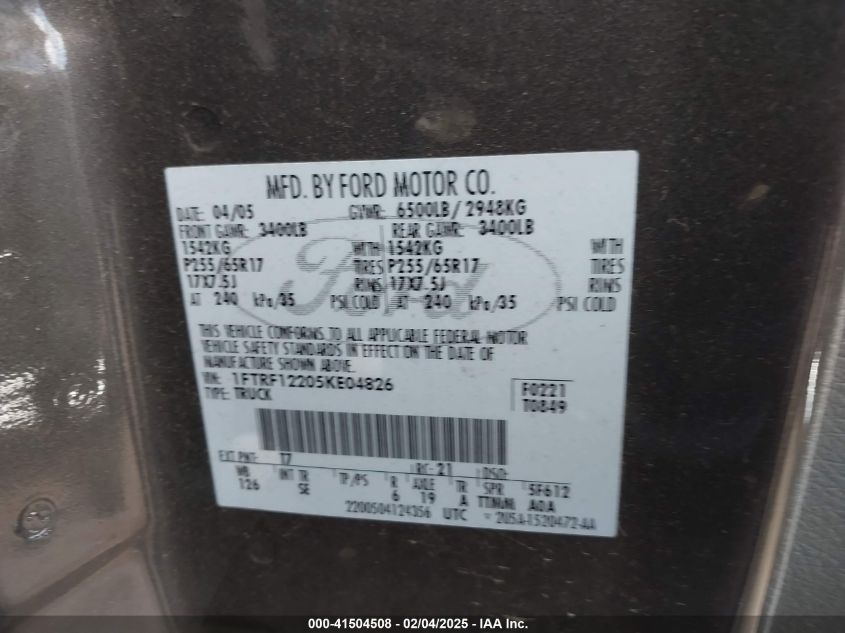 MFD. BY FORD MOTOR CO.
DATE: 04/05 GVWR: 6500LB/ 2948KG
FRONT GAWR: 3400LB REAR GAWR: 3400LB
1542KG WITH 1542KG WITH
P255/65R17 TIRES P255/65R17 TIRES
17X7.5J RIMS 17X7.5J RIMS
AT 240 kPa/35 PSI COLD AT 240 kPa/35 PSI COLD
Ford
THIS VEHICLE CONFORMS TO ALL APPLICABLE FEDERAL MOTOR
VEHICLE SAFETY STANDARDS IN EFFECT ON THE DATE OF
MANUFACTURE SHOWN ABOVE.
VIN: 1FTRF12205KE04826
TYPE: TRUCK
F0221
T0849
EXT PNT: T7 RC: 21 DSO:
WB INT TR TP/PS R AXLE TR SPR 5F612
126 SE 6 19 A TTMM A0A
2200504124356 UTC 2U5A-1520472-AA
000-41504508 - 02/04/2025 - IAA Inc.